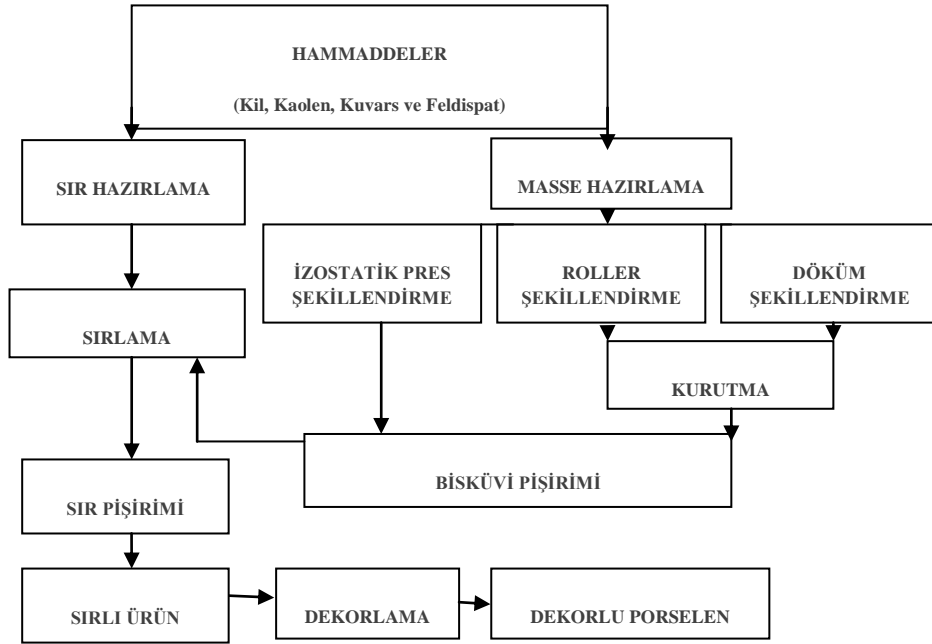 HAMMADDELER
(Kil, Kaolen, Kuvars ve Feldispat)
SIR HAZIRLAMA
MASSE HAZIRLAMA
İZOSTATİK PRES
ŞEKİLLENDİRME
ROLLER
ŞEKİLLENDİRME
DÖKÜM
ŞEKİLLENDİRME
SIRLAMA
KURUTMA
BİSKÜVİ PİŞİRİMİ
SIR PİŞİRİMİ
SIRLI ÜRÜN
DEKORLAMA
DEKORLU PORSELEN